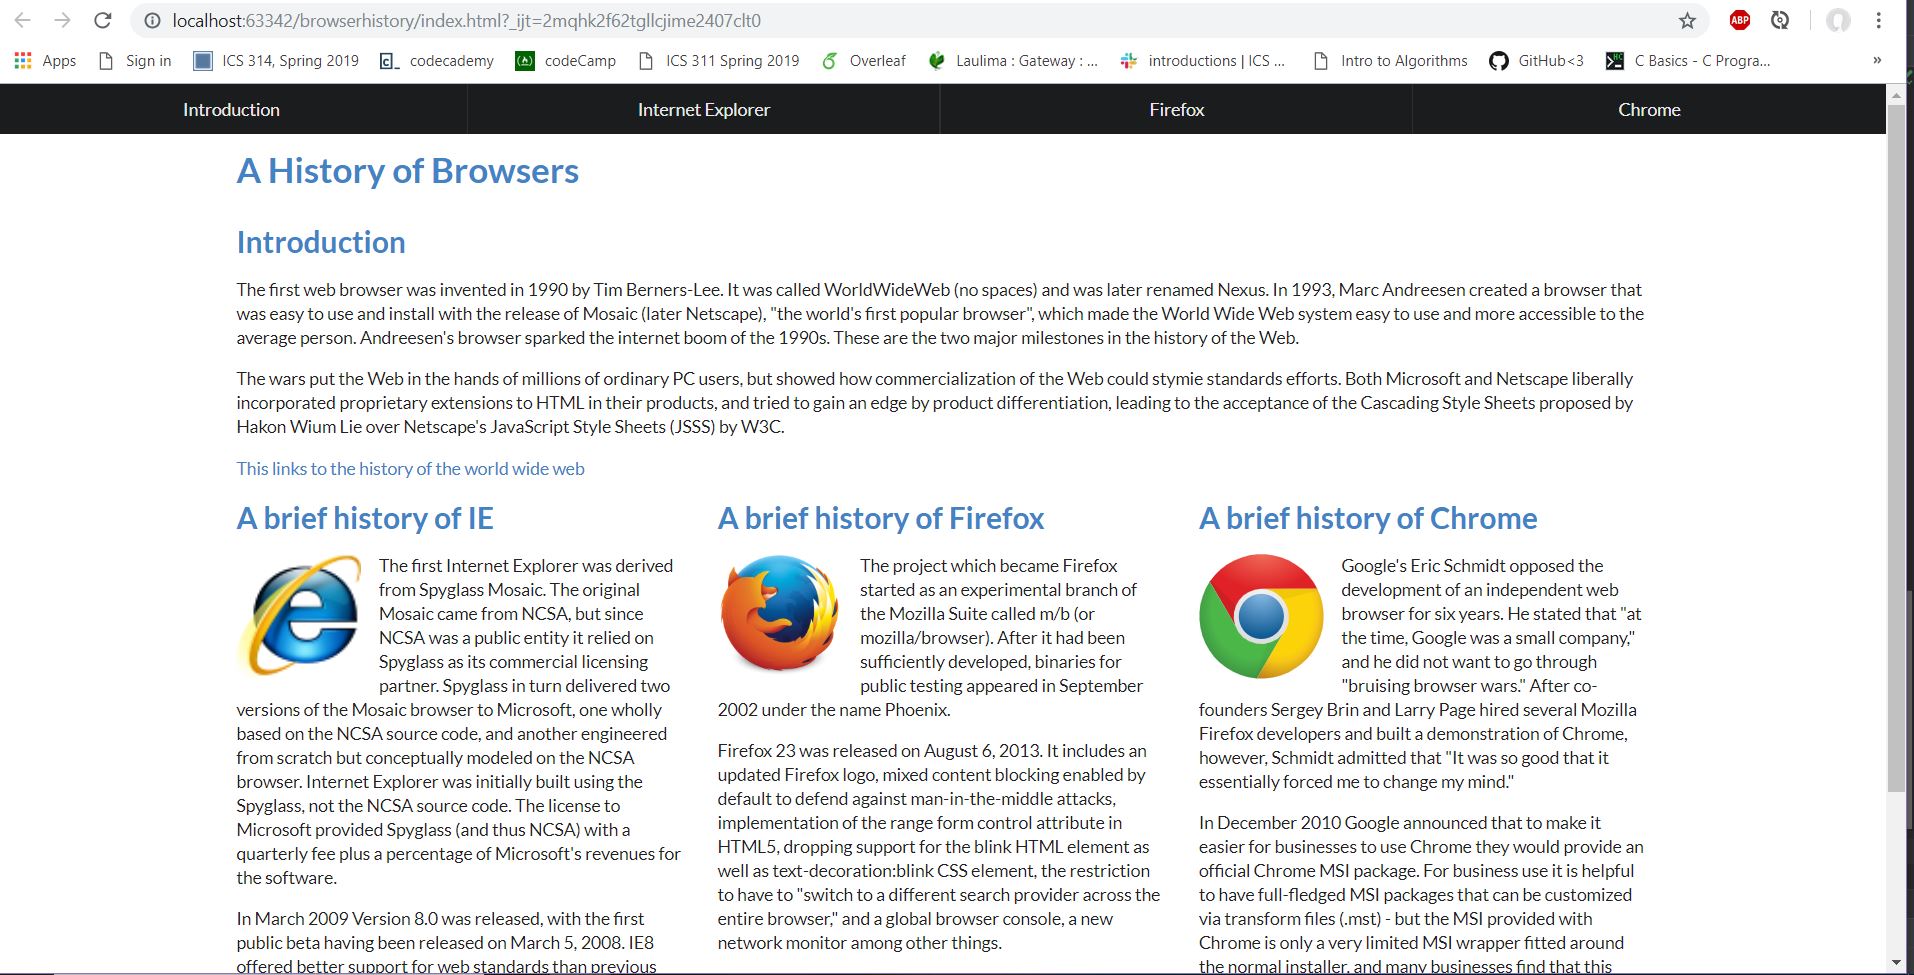 localhost:63342/browserhistory/index.html?_ijt=2mqhk2f62tgllcjime2407clt0
ABP
Apps Sign in ICS 314, Spring 2019 codecademy codeCamp ICS 311 Spring 2019 Overleaf Laulima : Gateway : ... introductions | ICS ... Intro to Algorithms GitHub<3 C Basics - C Progra... »
Introduction Internet Explorer Firefox Chrome
A History of Browsers
Introduction
The first web browser was invented in 1990 by Tim Berners-Lee. It was called WorldWideWeb (no spaces) and was later renamed Nexus. In 1993, Marc Andreesen created a browser that
was easy to use and install with the release of Mosaic (later Netscape), "the world's first popular browser", which made the World Wide Web system easy to use and more accessible to the
average person. Andreesen's browser sparked the internet boom of the 1990s. These are the two major milestones in the history of the Web.
The wars put the Web in the hands of millions of ordinary PC users, but showed how commercialization of the Web could stymie standards efforts. Both Microsoft and Netscape liberally
incorporated proprietary extensions to HTML in their products, and tried to gain an edge by product differentiation, leading to the acceptance of the Cascading Style Sheets proposed by
Hakon Wium Lie over Netscape's JavaScript Style Sheets (JSSS) by W3C.
This links to the history of the world wide web
A brief history of IE
The first Internet Explorer was derived
from Spyglass Mosaic. The original
Mosaic came from NCSA, but since
NCSA was a public entity it relied on
Spyglass as its commercial licensing
partner. Spyglass in turn delivered two
versions of the Mosaic browser to Microsoft, one wholly
based on the NCSA source code, and another engineered
from scratch but conceptually modeled on the NCSA
browser. Internet Explorer was initially built using the
Spyglass, not the NCSA source code. The license to
Microsoft provided Spyglass (and thus NCSA) with a
quarterly fee plus a percentage of Microsoft's revenues for
the software.
In March 2009 Version 8.0 was released, with the first
public beta having been released on March 5, 2008. IE8
offered better support for web standards than previous
A brief history of Firefox
The project which became Firefox
started as an experimental branch of
the Mozilla Suite called m/b (or
mozilla/browser). After it had been
sufficiently developed, binaries for
public testing appeared in September
2002 under the name Phoenix.
Firefox 23 was released on August 6, 2013. It includes an
updated Firefox logo, mixed content blocking enabled by
default to defend against man-in-the-middle attacks,
implementation of the range form control attribute in
HTML5, dropping support for the blink HTML element as
well as text-decoration:blink CSS element, the restriction
to have to "switch to a different search provider across the
entire browser," and a global browser console, a new
network monitor among other things.
A brief history of Chrome
Google's Eric Schmidt opposed the
development of an independent web
browser for six years. He stated that "at
the time, Google was a small company,"
and he did not want to go through
"bruising browser wars." After co-
founders Sergey Brin and Larry Page hired several Mozilla
Firefox developers and built a demonstration of Chrome,
however, Schmidt admitted that "It was so good that it
essentially forced me to change my mind."
In December 2010 Google announced that to make it
easier for businesses to use Chrome they would provide an
official Chrome MSI package. For business use it is helpful
to have full-fledged MSI packages that can be customized
via transform files (.mst) - but the MSI provided with
Chrome is only a very limited MSI wrapper fitted around
the normal installer, and many businesses find that this